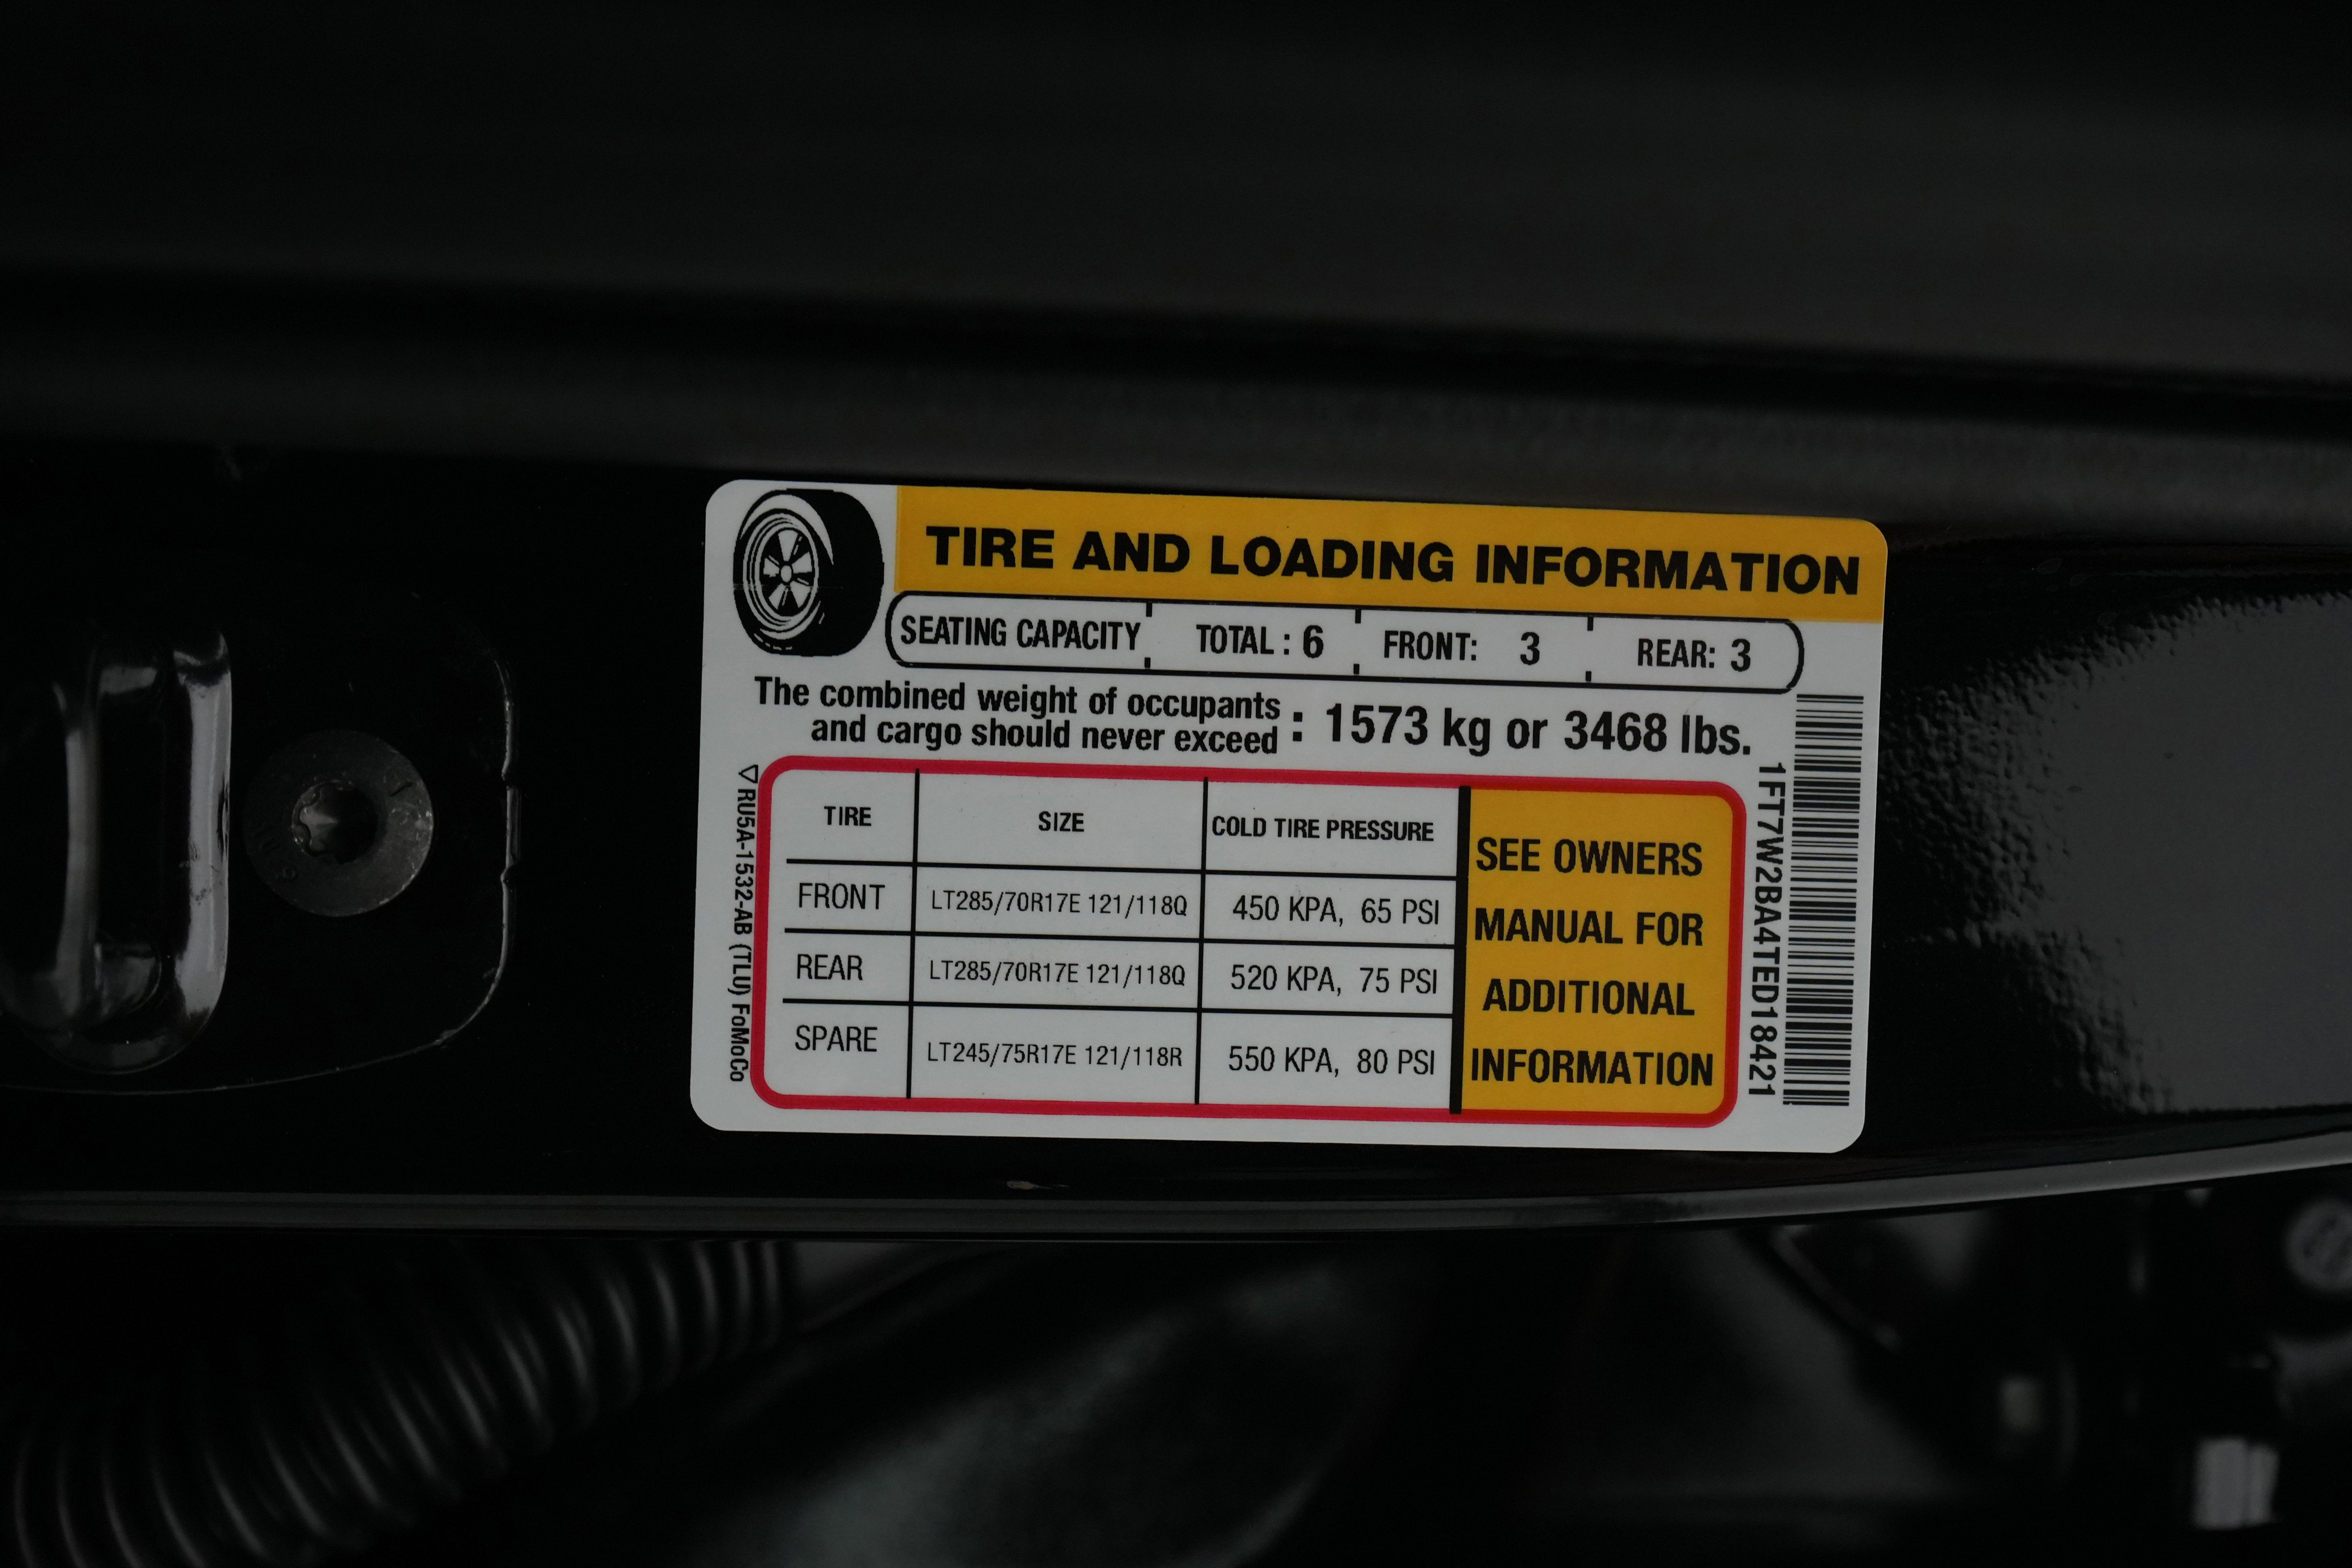 TIRE AND LOADING INFORMATION
SEATING CAPACITY TOTAL : 6 FRONT: 3 REAR: 3
The combined weight of occupants
and cargo should never exceed : 1573 kg or 3468 lbs.
TIRE SIZE COLD TIRE PRESSURE
FRONT LT285/70R17E 121/118Q 450 KPA, 65 PSI
REAR LT285/70R17E 121/118Q 520 KPA, 75 PSI
SPARE LT245/75R17E 121/118R 550 KPA, 80 PSI
SEE OWNERS
MANUAL FOR
ADDITIONAL
INFORMATION
RU5A-1532-AB (TLU) FoMoCo
1FT7W2BA4TED18421